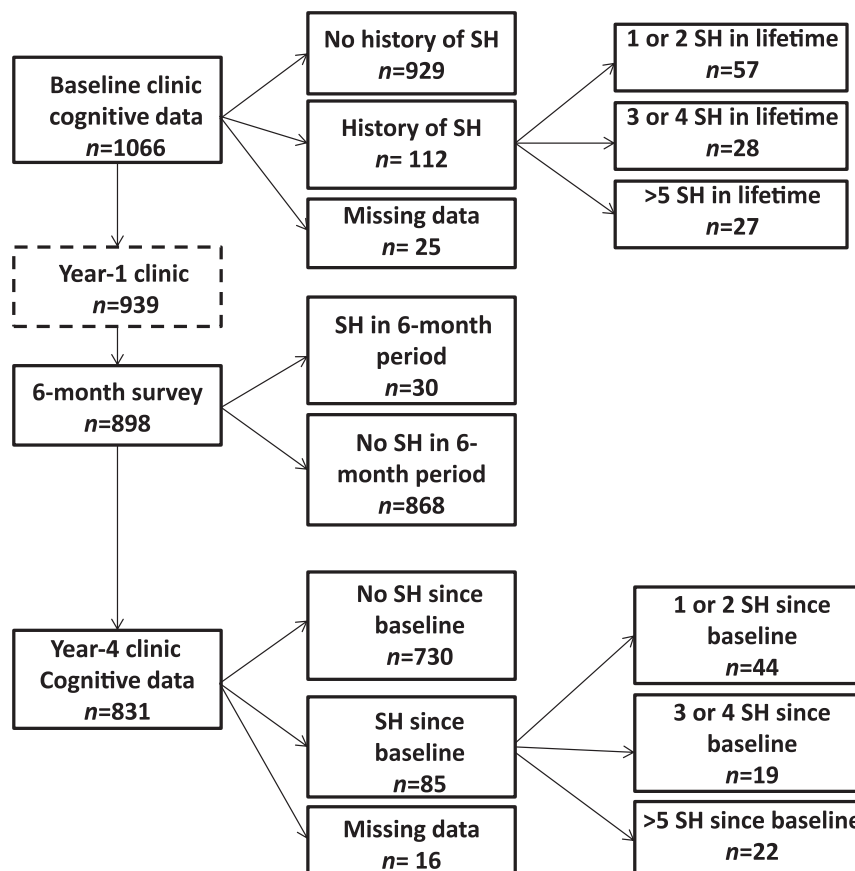 Baseline clinic
cognitive data
n=1066
No history of SH
n=929
History of SH
n= 112
Missing data
n= 25
1 or 2 SH in lifetime
n=57
3 or 4 SH in lifetime
n=28
>5 SH in lifetime
n=27
Year-1 clinic
n=939
6-month survey
n=898
SH in 6-month
period
n=30
No SH in 6-
month period
n=868
Year-4 clinic
Cognitive data
n=831
No SH since
baseline
n=730
SH since
baseline
n=85
Missing data
n= 16
1 or 2 SH since
baseline
n=44
3 or 4 SH since
baseline
n=19
>5 SH since baseline
n=22